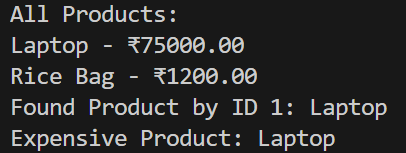 All Products:
Laptop - ₹75000.00
Rice Bag - ₹1200.00
Found Product by ID 1: Laptop
Expensive Product: Laptop